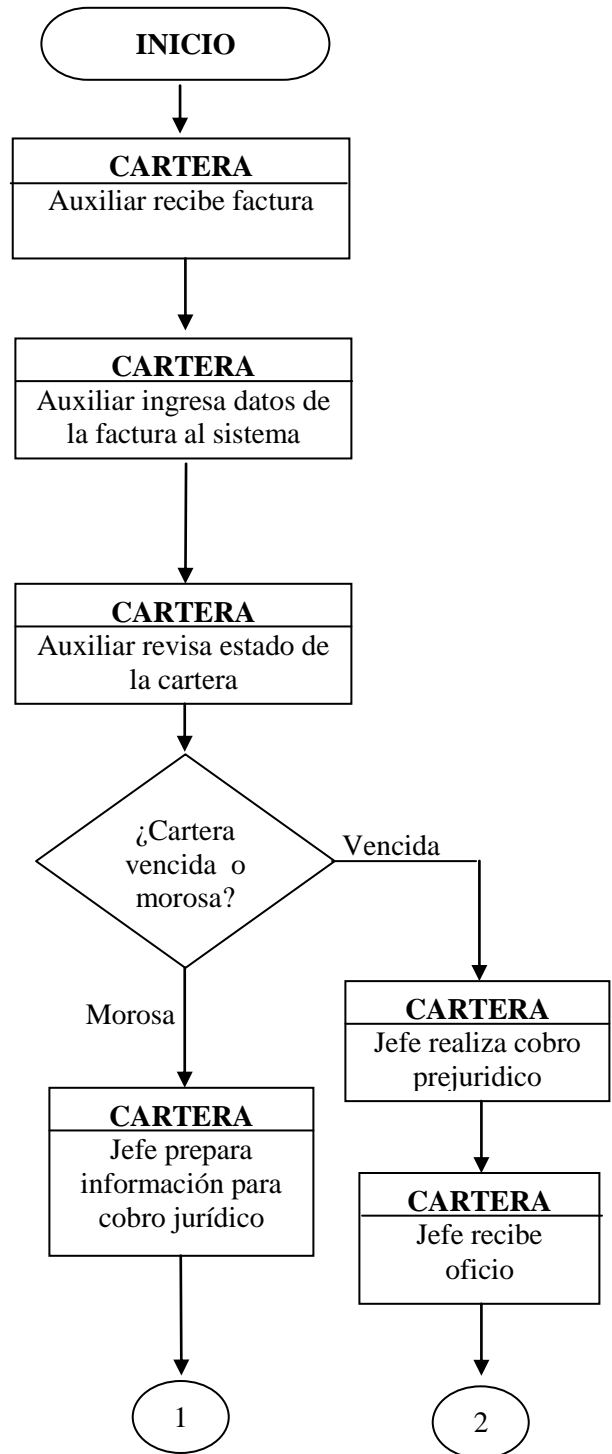 INICIO
CARTERA
Auxiliar recibe factura
CARTERA
Auxiliar ingresa datos de
la factura al sistema
CARTERA
Auxiliar revisa estado de
la cartera
¿Cartera
vencida o
morosa?
Vencida
Morosa
CARTERA
Jefe realiza cobro
prejuridico
CARTERA
Jefe prepara
información para
cobro jurídico
CARTERA
Jefe recibe
oficio
1
2